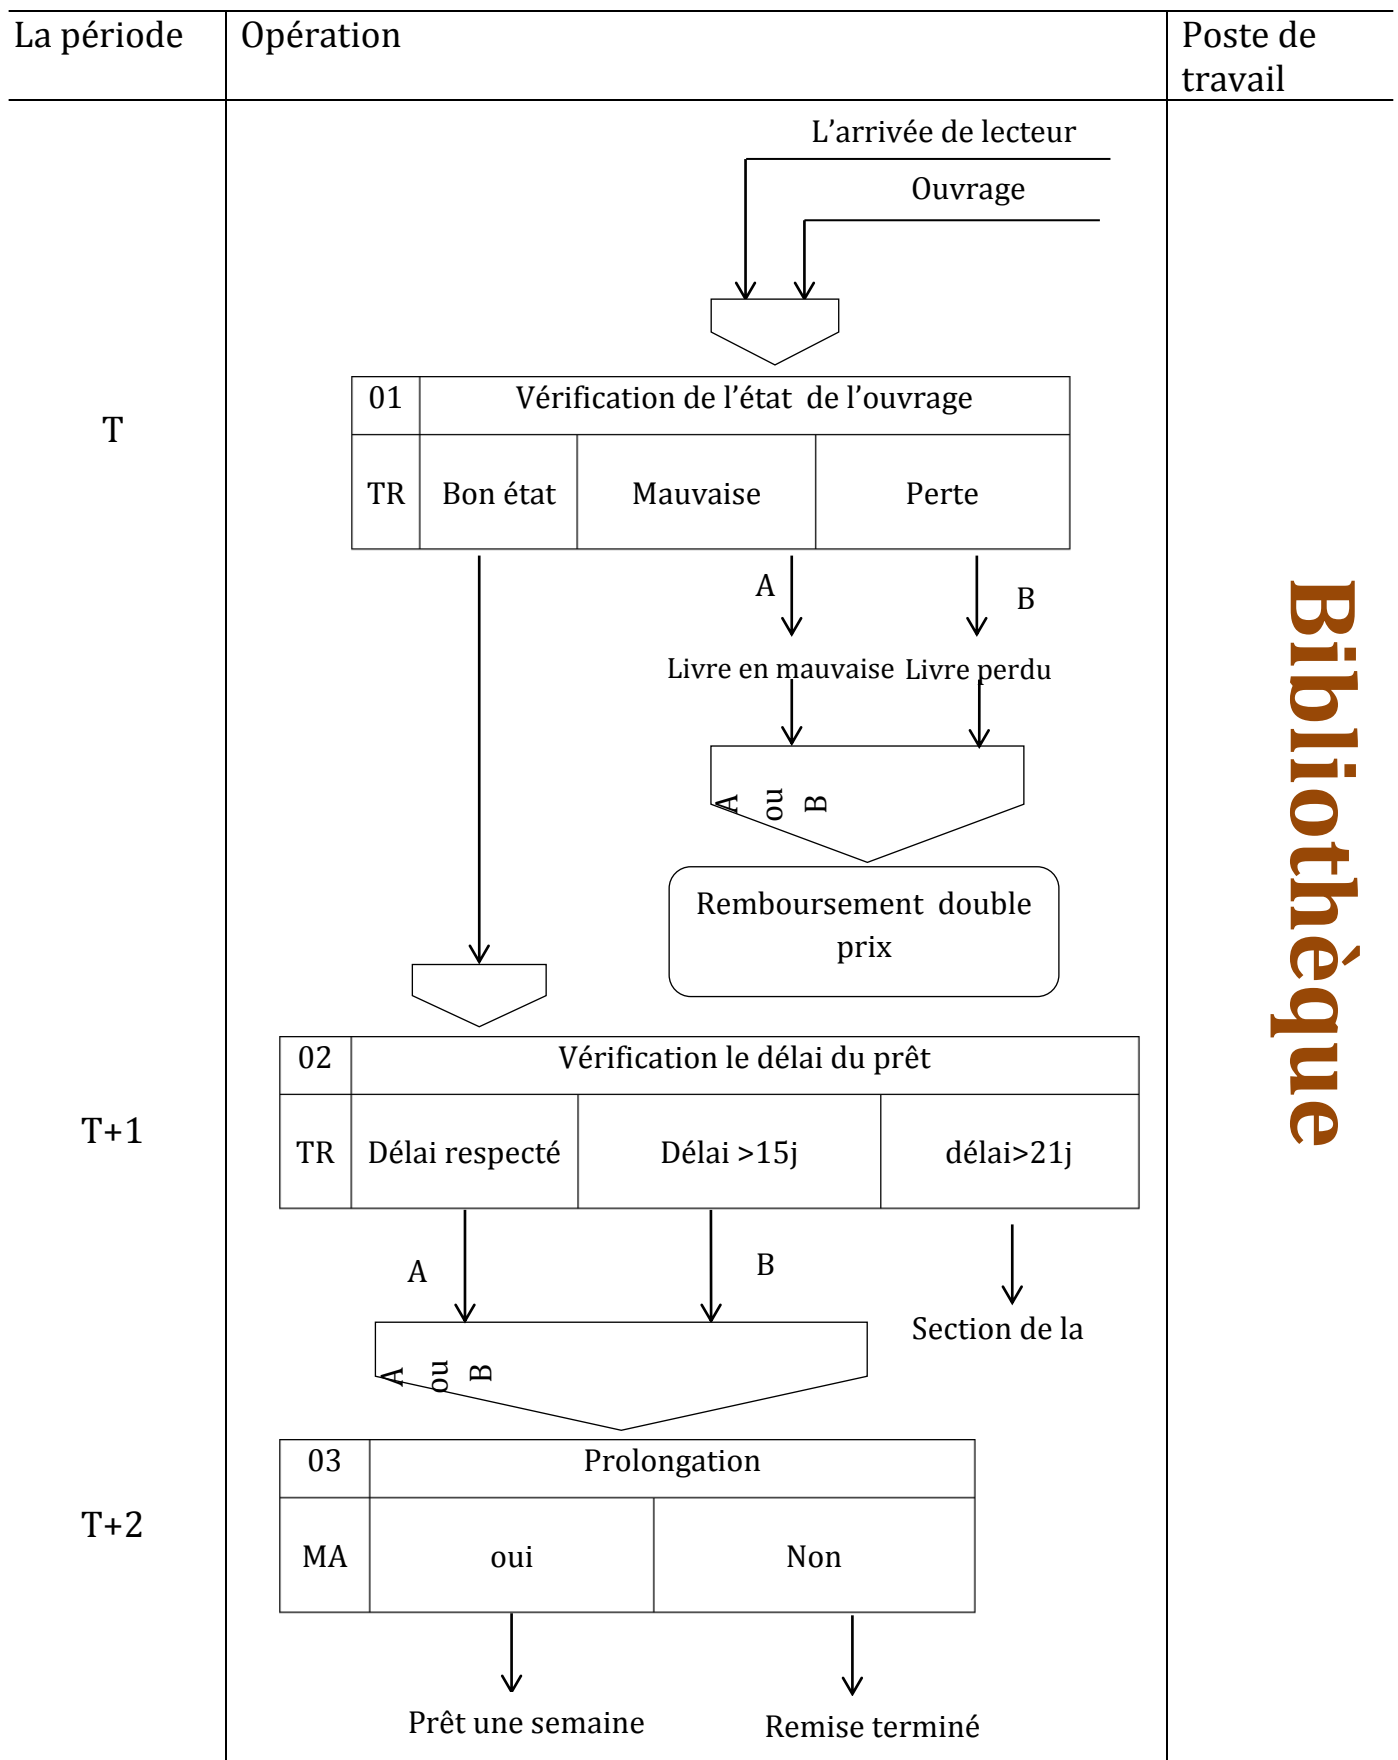 La période
Opération
Poste de
travail
L’arrivée de lecteur
Ouvrage
T
01
Vérification de l’état de l’ouvrage
TR
Bon état
Mauvaise
Perte
A
B
Livre en mauvaise
Livre perdu
A
ou
B
Remboursement double
prix
Bibliothèque
T+1
02
Vérification le délai du prêt
TR
Délai respecté
Délai >15j
délai>21j
A
B
Section de la
A
ou
B
T+2
03
Prolongation
MA
oui
Non
Prêt une semaine
Remise terminé